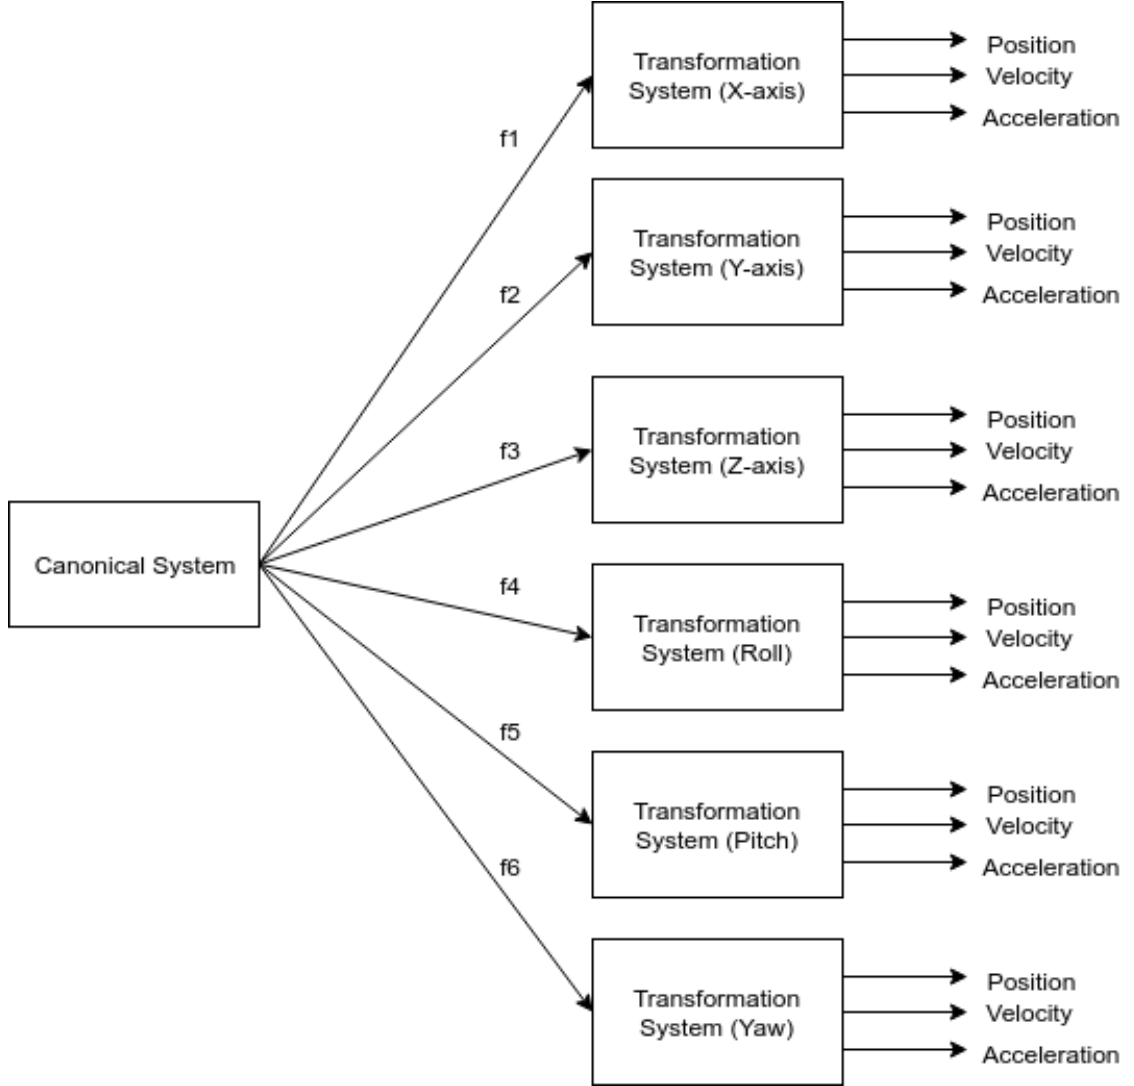 Transformation
System (X-axis)
Position
Velocity
Acceleration
f1
Transformation
System (Y-axis)
Position
Velocity
Acceleration
f2
Transformation
System (Z-axis)
Position
Velocity
Acceleration
f3
Canonical System
f4
Transformation
System (Roll)
Position
Velocity
Acceleration
f5
Transformation
System (Pitch)
Position
Velocity
Acceleration
f6
Transformation
System (Yaw)
Position
Velocity
Acceleration